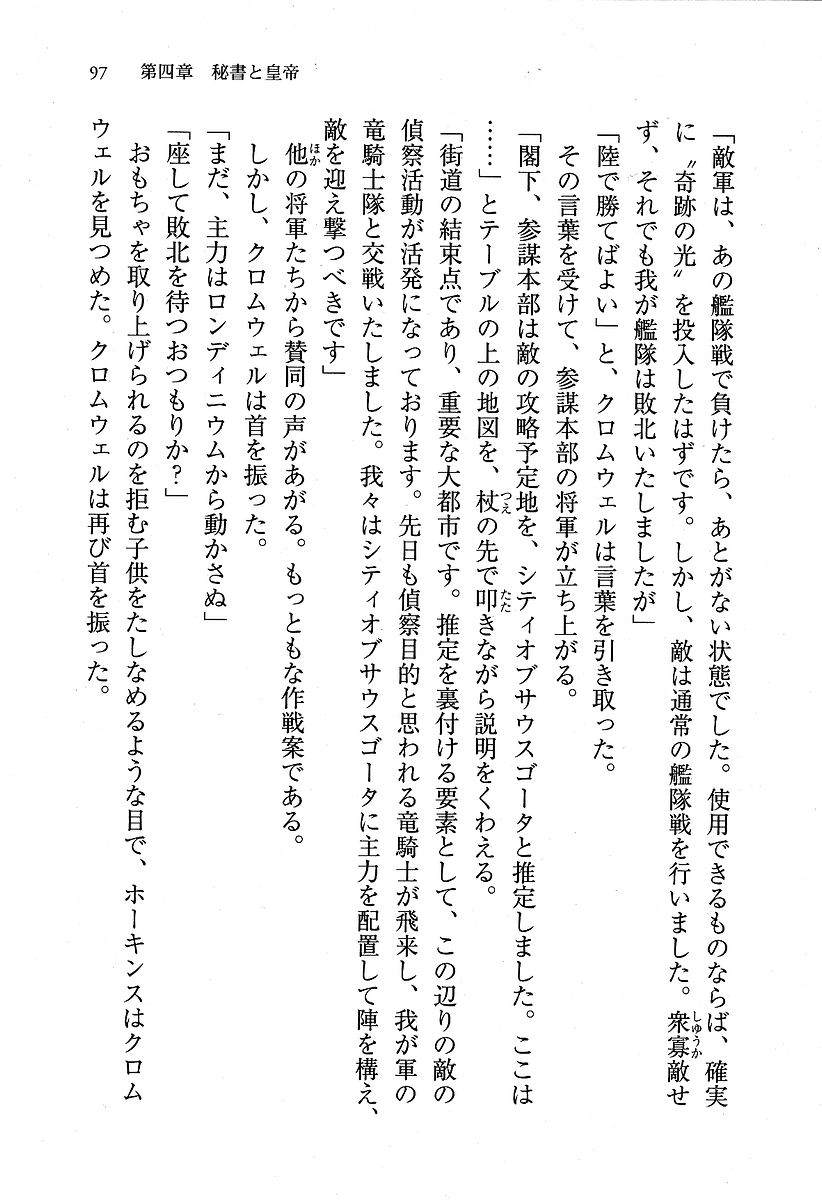 97　第四章　秘書と皇帝
「敵軍は、あの艦隊戦で負けたら、あとがない状態でした。使用できるものならば、確実
に〝奇跡の光〟を投入したはずです。しかし、敵は通常の艦隊戦を行いました。衆寡敵せ
ず、それでも我が艦隊は敗北いたしましたが」
「陸で勝てばよい」と、クロムウェルは言葉を引き取った。
その言葉を受けて、参謀本部の将軍が立ち上がる。
「閣下、参謀本部は敵の攻略予定地を、シティオブサウスゴータと推定しました。ここは
……」とテーブルの上の地図を、杖の先で叩きながら説明をくわえる。
「街道の結束点であり、重要な大都市です。推定を裏付ける要素として、この辺りの敵の
偵察活動が活発になっております。先日も偵察目的と思われる竜騎士が飛来し、我が軍の
竜騎士隊と交戦いたしました。我々はシティオブサウスゴータに主力を配置して陣を構え、
敵を迎え撃つべきです」
他の将軍たちから賛同の声があがる。もっともな作戦案である。
しかし、クロムウェルは首を振った。
「まだ、主力はロンディニウムから動かさぬ」
「座して敗北を待つおつもりか？」
おもちゃを取り上げられるのを拒む子供をたしなめるような目で、ホーキンスはクロム
ウェルを見つめた。クロムウェルは再び首を振った。